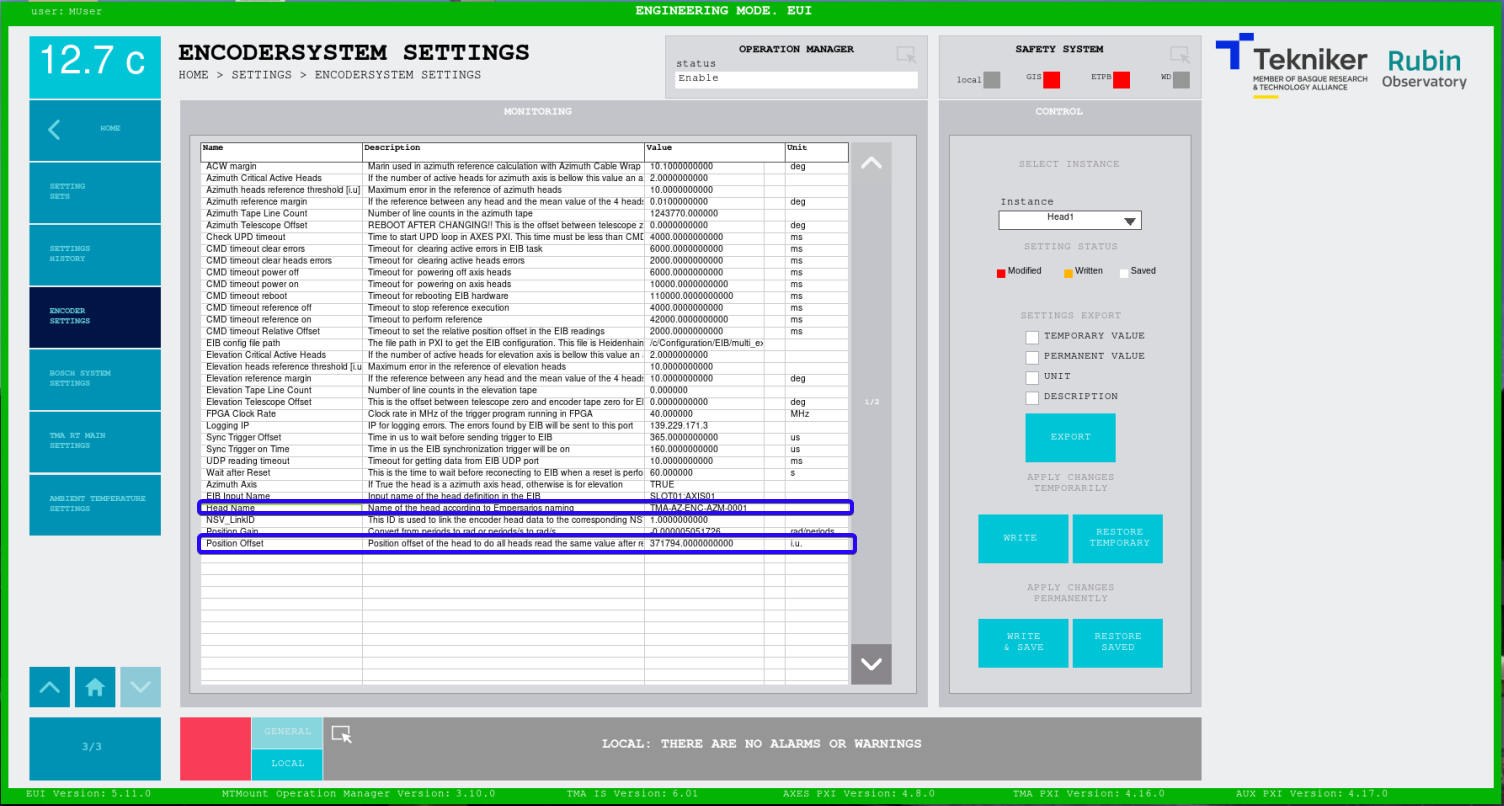 user: MUser
ENGINEERING MODE. EUI
12.7 c
ENCODERSYSTEM SETTINGS
HOME > SETTINGS > ENCODERSYSTEM SETTINGS
OPERATION MANAGER
status
Enable
SAFETY SYSTEM
local
GIS
ETPB
WD
Tekniker
MEMBER OF BASQUE RESEARCH
& TECHNOLOGY ALLIANCE
Rubin
Observatory
HOME
SETTING
SETS
SETTINGS
HISTORY
ENCODER
SETTINGS
BOSCH SYSTEM
SETTINGS
TMA RT MAIN
SETTINGS
AMBIENT TEMPERATURE
SETTINGS
3/3
MONITORING
Name Description Value Unit
ACW margin Marin used in azimuth reference calculation with Azimuth Cable Wrap 10.1000000000 deg
Azimuth Critical Active Heads If the number of active heads for azimuth axis is bellow this value an a 2.0000000000
Azimuth heads reference threshold [i.u] Maximum error in the reference of azimuth heads 10.0000000000
Azimuth reference margin If the reference between any head and the mean value of the 4 heads 0.0100000000 deg
Azimuth Tape Line Count Number of line counts in the azimuth tape 1243770.000000
Azimuth Telescope Offset REBOOT AFTER CHANGING!! This is the offset between telescope z 0.0000000000 deg
Check UPD timeout Time to start UPD loop in AXES PXI. This time must be less than CMD 4000.0000000000 ms
CMD timeout clear errors Timeout for clearing active errors in EIB task 6000.0000000000 ms
CMD timeout clear heads errors Timeout for clearing active heads errors 2000.0000000000 ms
CMD timeout power off Timeout for powering off axis heads 6000.0000000000 ms
CMD timeout power on Timeout for powering on axis heads 10000.0000000000 ms
CMD timeout reboot Timeout for rebooting EIB hardware 110000.0000000000 ms
CMD timeout reference off Timeout to stop reference execution 4000.0000000000 ms
CMD timeout reference on Timeout to perform reference 42000.0000000000 ms
CMD timeout Relative Offset Timeout to set the relative position offset in the EIB readings 2000.0000000000 ms
EIB config file path The file path in PXI to get the EIB configuration. This file is Heidenhain /c/Configuration/EIB/multi_ex
Elevation Critical Active Heads If the number of active heads for elevation axis is bellow this value an 2.0000000000
Elevation heads reference threshold [i.u Maximum error in the reference of elevation heads 10.0000000000
Elevation reference margin If the reference between any head and the mean value of the 4 heads 10.0000000000 deg
Elevation Tape Line Count Number of line counts in the elevation tape 0.000000
Elevation Telescope Offset This is the offset between telescope zero and encoder tape zero for El 0.0000000000 deg
FPGA Clock Rate Clock rate in MHz of the trigger program running in FPGA 40.000000 MHz
Logging IP IP for logging errors. The errors found by EIB will be sent to this port 139.229.171.3
Sync Trigger Offset Time in us to wait before sending trigger to EIB 365.0000000000 us
Sync Trigger on Time Time in us the EIB synchronization trigger will be on 160.0000000000 us
UDP reading timeout Timeout for getting data from EIB UDP port 10.0000000000 ms
Wait after Reset This is the time to wait before reconecting to EIB when a reset is perfo 60.000000 s
Azimuth Axis If True the head is a azimuth axis head, otherwise is for elevation TRUE
EIB Input Name Input name of the head definition in the EIB SLOT01:AXIS01
Head Name Name of the head according to Empersarios naming TMA-AZ-ENC-AZM-0001
NSV_LinkID This ID is used to link the encoder head data to the corresponding NS 1.0000000000
Position Gain Convert from periods to rad or periods/s to rad/s -0.000005051726 rad/periods
Position Offset Position offset of the head to do all heads read the same value after re 371794.0000000000 i.u.
1/2
CONTROL
SELECT INSTANCE
Instance
Head1
SETTING STATUS
Modified
Written
Saved
SETTINGS EXPORT
TEMPORARY VALUE
PERMANENT VALUE
UNIT
DESCRIPTION
EXPORT
APPLY CHANGES
TEMPORARILY
WRITE
RESTORE
TEMPORARY
APPLY CHANGES
PERMANENTLY
WRITE
& SAVE
RESTORE
SAVED
GENERAL
LOCAL
LOCAL: THERE ARE NO ALARMS OR WARNINGS
EUI Version: 5.11.0
MTMount Operation Manager Version: 3.10.0
TMA IS Version: 6.01
AXES PXI Version: 4.8.0
TMA PXI Version: 4.16.0
AUX PXI Version: 4.17.0